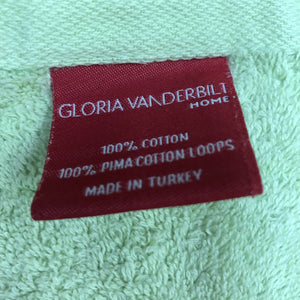 GLORIA VANDERBILT
HOME
100% COTTON
100% PIMA COTTON LOOPS
MADE IN TURKEY